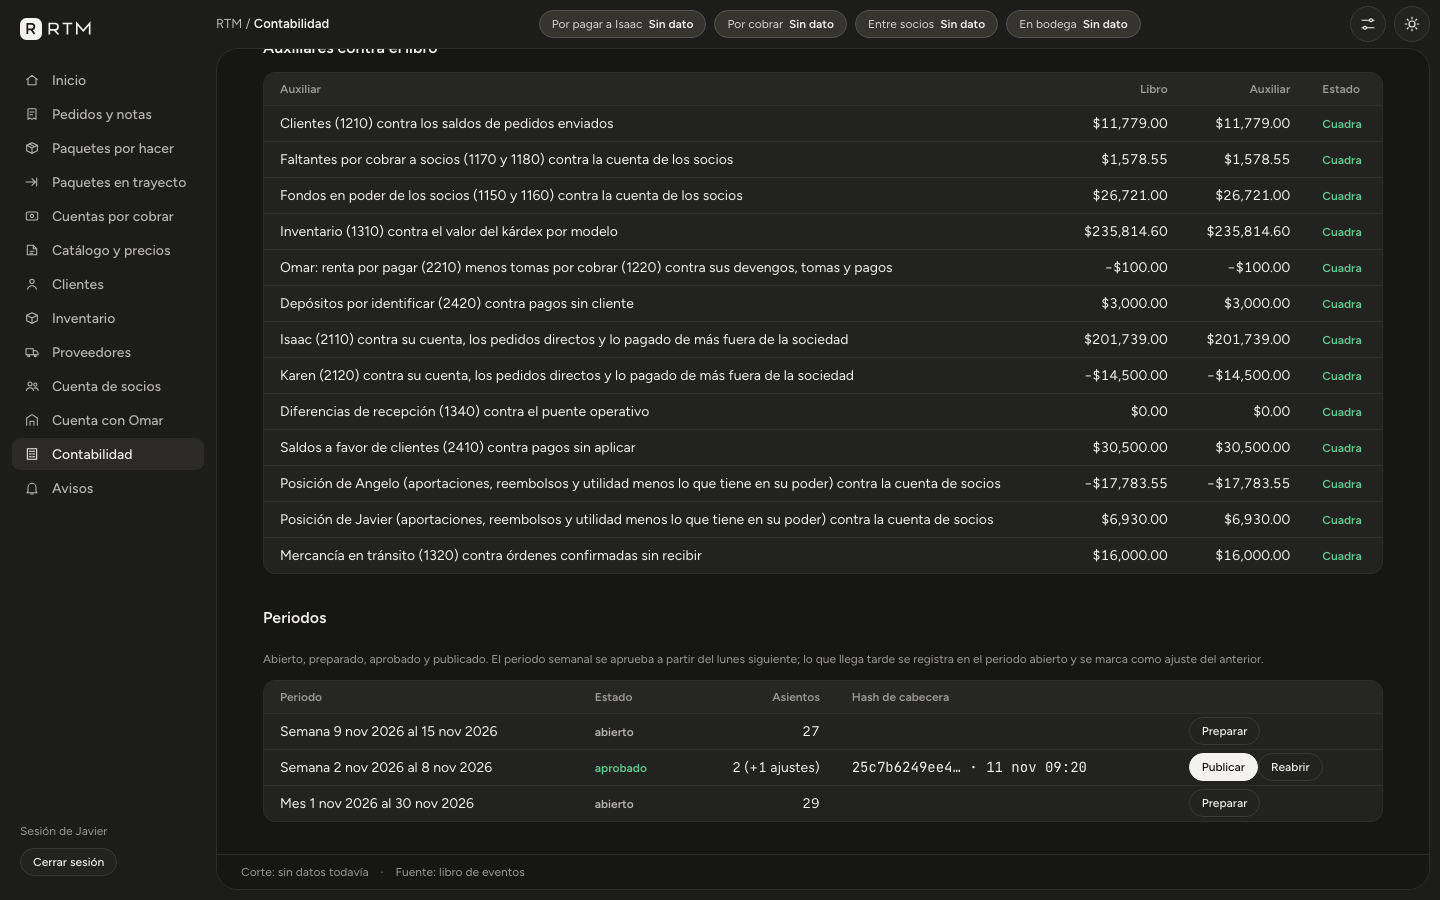 R RTM
RTM / Contabilidad
Por pagar a Isaac Sin dato
Por cobrar Sin dato
Entre socios Sin dato
En bodega Sin dato
Inicio
Pedidos y notas
Paquetes por hacer
Paquetes en trayecto
Cuentas por cobrar
Catálogo y precios
Clientes
Inventario
Proveedores
Cuenta de socios
Cuenta con Omar
Contabilidad
Avisos
Sesión de Javier
Cerrar sesión
Auxiliares contra el libro
Auxiliar Libro Auxiliar Estado
Clientes (1210) contra los saldos de pedidos enviados $11,779.00 $11,779.00 Cuadra
Faltantes por cobrar a socios (1170 y 1180) contra la cuenta de los socios $1,578.55 $1,578.55 Cuadra
Fondos en poder de los socios (1150 y 1160) contra la cuenta de los socios $26,721.00 $26,721.00 Cuadra
Inventario (1310) contra el valor del kárdex por modelo $235,814.60 $235,814.60 Cuadra
Omar: renta por pagar (2210) menos tomas por cobrar (1220) contra sus devengos, tomas y pagos −$100.00 −$100.00 Cuadra
Depósitos por identificar (2420) contra pagos sin cliente $3,000.00 $3,000.00 Cuadra
Isaac (2110) contra su cuenta, los pedidos directos y lo pagado de más fuera de la sociedad $201,739.00 $201,739.00 Cuadra
Karen (2120) contra su cuenta, los pedidos directos y lo pagado de más fuera de la sociedad −$14,500.00 −$14,500.00 Cuadra
Diferencias de recepción (1340) contra el puente operativo $0.00 $0.00 Cuadra
Saldos a favor de clientes (2410) contra pagos sin aplicar $30,500.00 $30,500.00 Cuadra
Posición de Angelo (aportaciones, reembolsos y utilidad menos lo que tiene en su poder) contra la cuenta de socios −$17,783.55 −$17,783.55 Cuadra
Posición de Javier (aportaciones, reembolsos y utilidad menos lo que tiene en su poder) contra la cuenta de socios $6,930.00 $6,930.00 Cuadra
Mercancía en tránsito (1320) contra órdenes confirmadas sin recibir $16,000.00 $16,000.00 Cuadra
Periodos
Abierto, preparado, aprobado y publicado. El periodo semanal se aprueba a partir del lunes siguiente; lo que llega tarde se registra en el periodo abierto y se marca como ajuste del anterior.
Periodo Estado Asientos Hash de cabecera
Semana 9 nov 2026 al 15 nov 2026 abierto 27 Preparar
Semana 2 nov 2026 al 8 nov 2026 aprobado 2 (+1 ajustes) 25c7b6249ee4… · 11 nov 09:20 Publicar Reabrir
Mes 1 nov 2026 al 30 nov 2026 abierto 29 Preparar
Corte: sin datos todavía · Fuente: libro de eventos